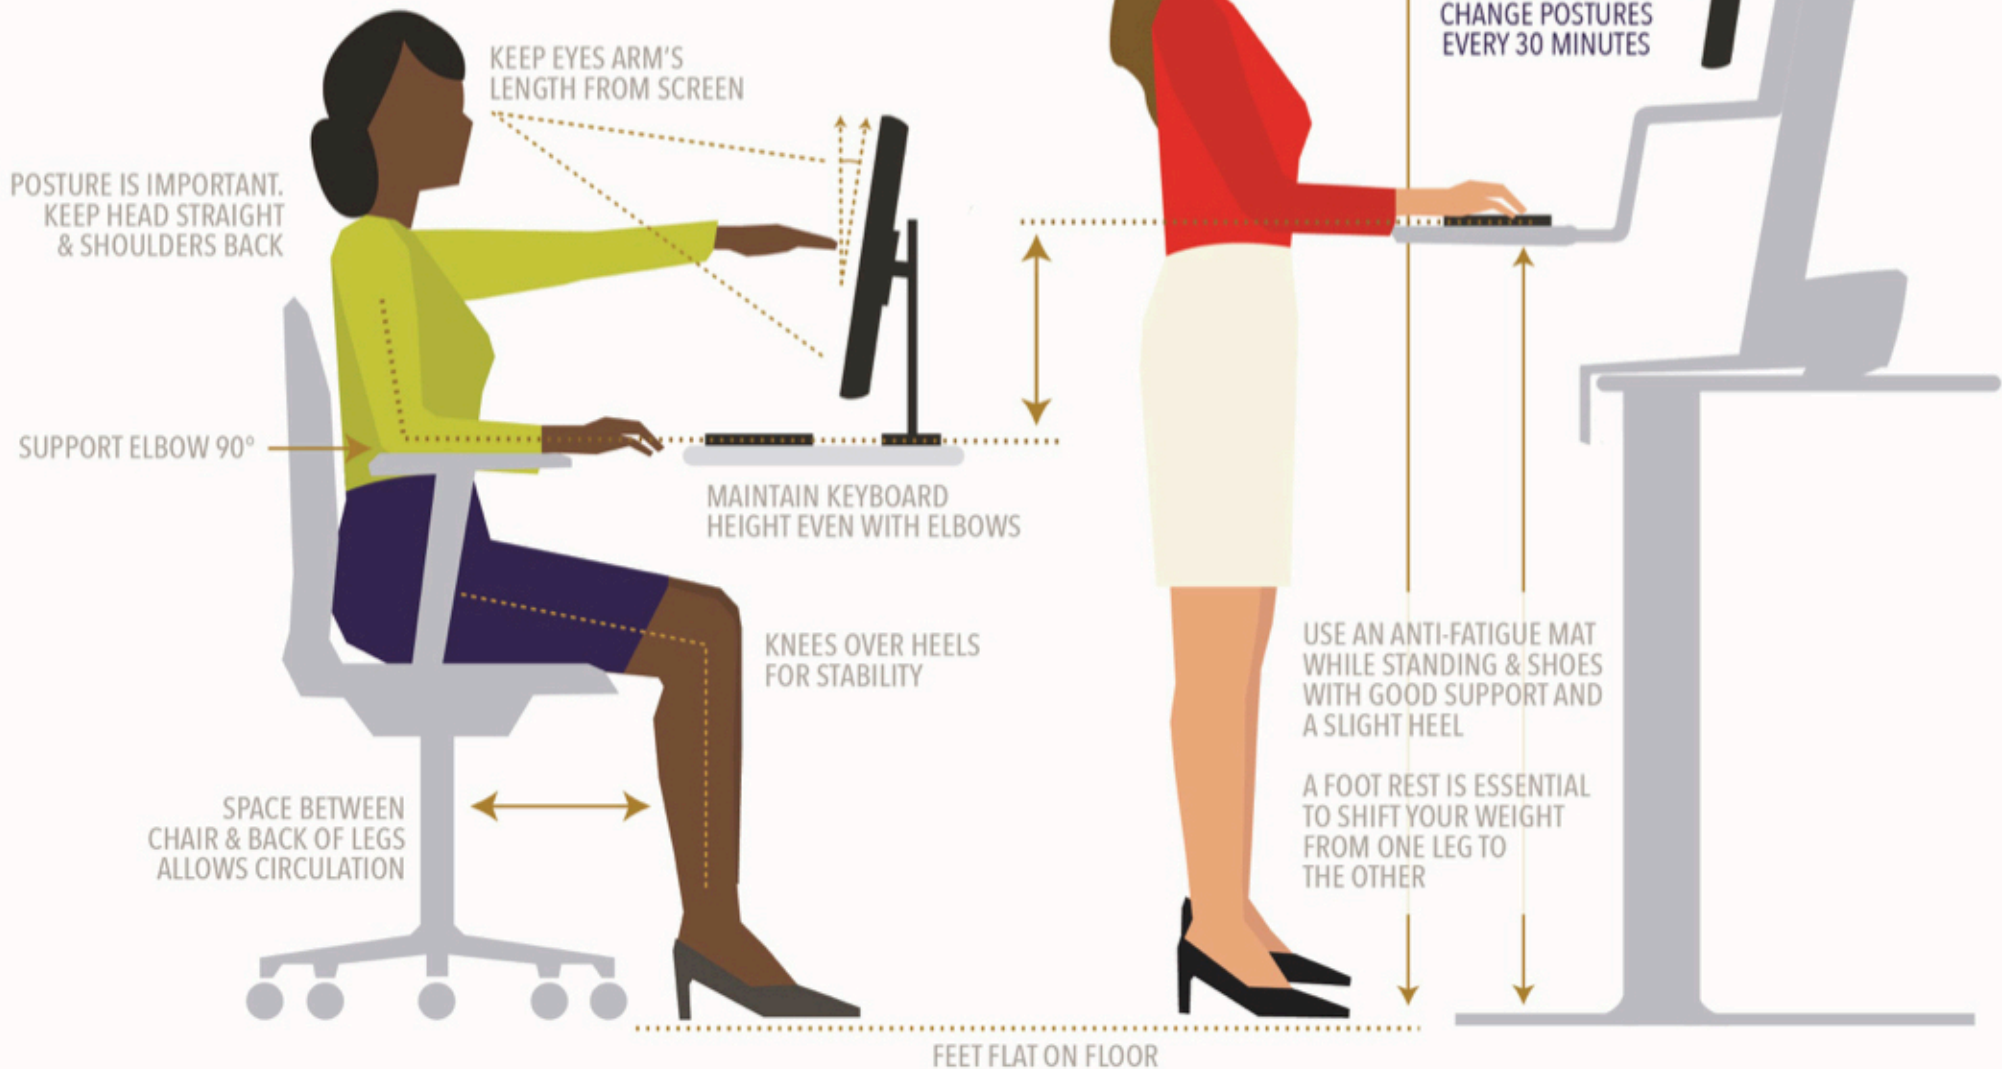 CHANGE POSTURES
EVERY 30 MINUTES
KEEP EYES ARM'S
LENGTH FROM SCREEN
POSTURE IS IMPORTANT.
KEEP HEAD STRAIGHT
& SHOULDERS BACK
SUPPORT ELBOW 90°
MAINTAIN KEYBOARD
HEIGHT EVEN WITH ELBOWS
KNEES OVER HEELS
FOR STABILITY
USE AN ANTI-FATIGUE MAT
WHILE STANDING & SHOES
WITH GOOD SUPPORT AND
A SLIGHT HEEL
SPACE BETWEEN
CHAIR & BACK OF LEGS
ALLOWS CIRCULATION
A FOOT REST IS ESSENTIAL
TO SHIFT YOUR WEIGHT
FROM ONE LEG TO
THE OTHER
FEET FLAT ON FLOOR